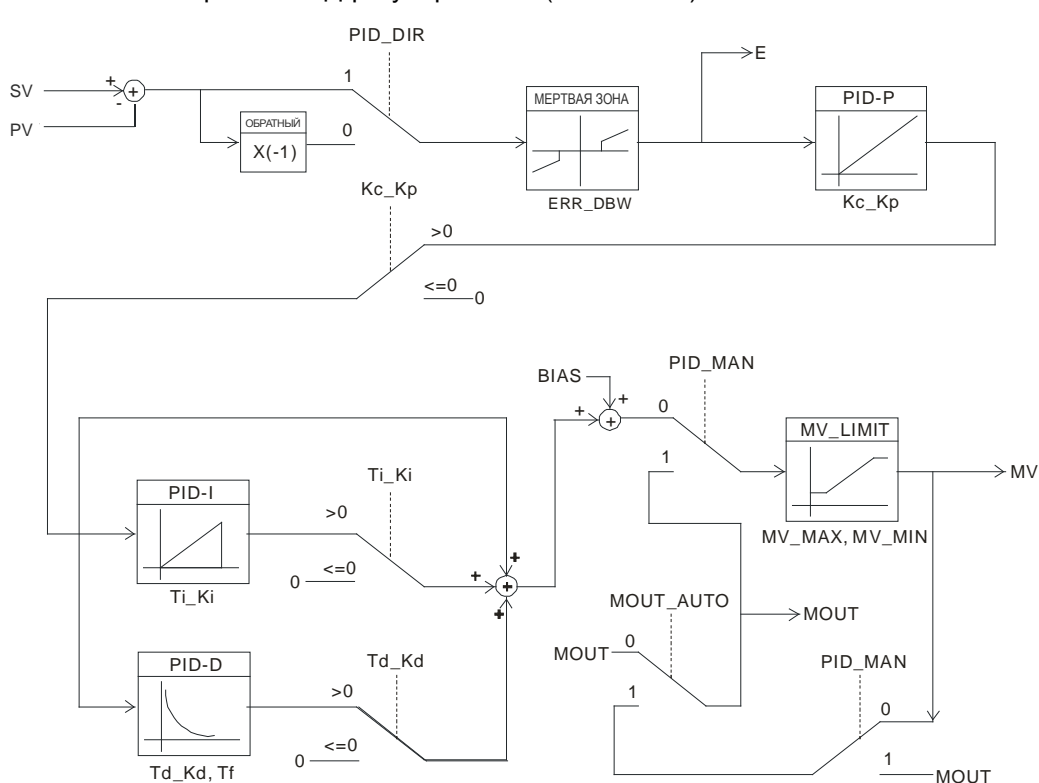 PID_DIR
E
SV
+
+
1
-
PV
ОБРАТНЫЙ
X(-1)
0
МЕРТВАЯ ЗОНА
ERR_DBW
PID-P
Kc_Kp
Kc_Kp
>0
<=0
0
BIAS
+
+
+
PID_MAN
0
1
MV_LIMIT
MV
MV_MAX, MV_MIN
PID-I
Ti_Ki
Ti_Ki
>0
0
<=0
+
+
+
+
MOUT_AUTO
MOUT
MOUT
0
1
PID_MAN
0
1
MOUT
PID-D
Td_Kd, Tf
Td_Kd
>0
0
<=0